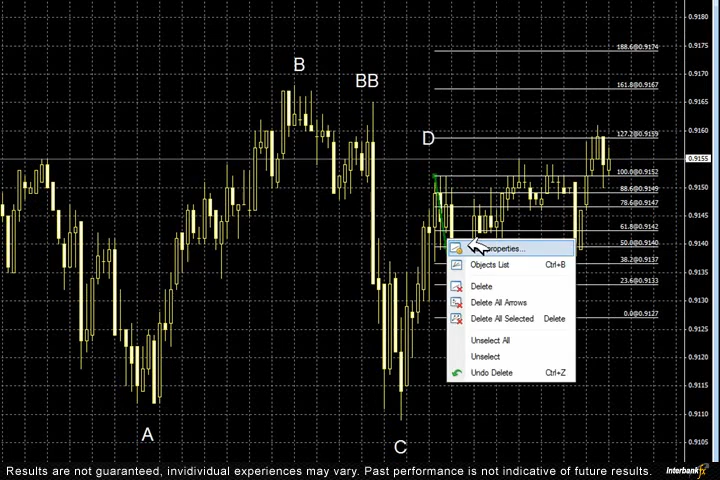 0.9180
188.6@0.9174
0.9175
0.9170
B
BB
161.8@0.9167
0.9165
0.9160
D
127.2@0.9159
0.9155
100.0@0.9152
0.9150
88.6@0.9149
78.6@0.9147
0.9145
61.8@0.9142
50.0@0.9140
0.9140
properties...
38.2@0.9137
Objects List Ctrl+B
0.9135
23.6@0.9133
Delete
0.9130
Delete All Arrows
0.0@0.9127
Delete All Selected Delete
0.9125
Unselect All
Unselect
0.9120
Undo Delete Ctrl+Z
0.9115
0.9110
A
C
0.9105
Results are not guaranteed, invidividual experiences may vary. Past performance is not indicative of future results.
Interbankfx